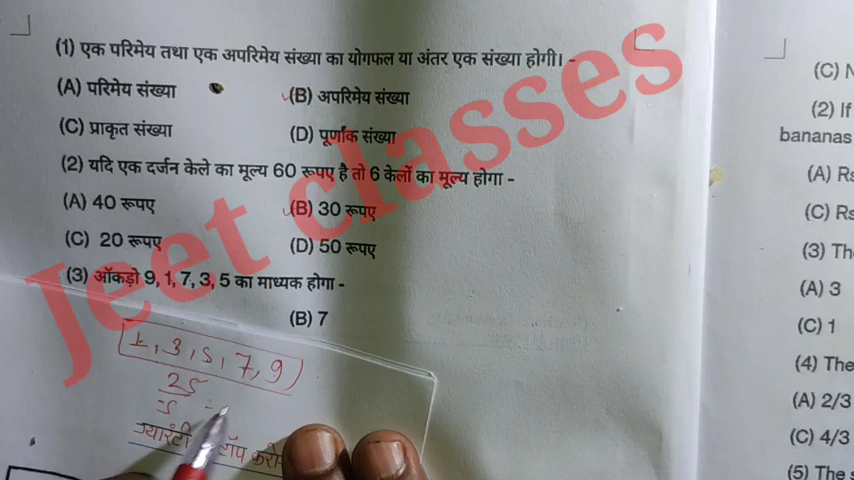 (1) एक परिमेय तथा एक अपरिमेय संख्या का योगफल या अंतर एक संख्या होगी। -
(A) परिमेय संख्या (B) अपरिमेय संख्या
(C) प्राकृत संख्या (D) पूर्णांक संख्या
(2) यदि एक दर्जन केले का मूल्य 60 रूपए है तो 6 केलों का मूल्य होगा -
(A) 40 रूपए (B) 30 रूपए
(C) 20 रूपए (D) 50 रूपए
(3) ऑकड़ो 9, 1, 7, 3, 5 का माध्यक होगा -
(B) 7
1, 3, 5, 7, 9
25
5
ग्यारंटी टॉप करो
Jeet classes
(C) N
(2) If
bananas
(A) Rs
(C) Rs
(3) Th
(A) 3
(C) 1
(4) The
(A) 2/3
(C) 4/3
(5) The s